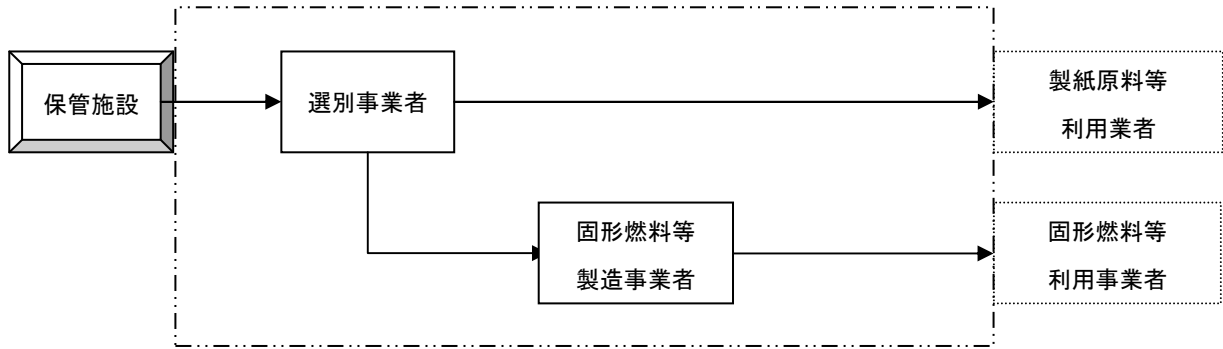 保管施設
選別事業者
製紙原料等
利用業者
固形燃料等
製造事業者
固形燃料等
利用事業者